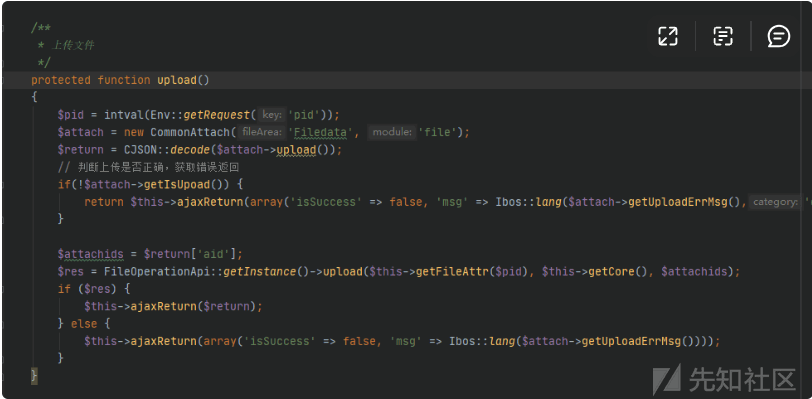 /**
 * 上传文件
 */
protected function upload()
{
    $pid = intval(Env::getRequest( key: 'pid'));
    $attach = new CommonAttach( fileArea: 'Filedata', module: 'file');
    $return = CJSON::decode($attach->upload());
    // 判断上传是否正确，获取错误返回
    if(!$attach->getIsUpoad()) {
        return $this->ajaxReturn(array('isSuccess' => false, 'msg' => Ibos::lang($attach->getUploadErrMsg(), category: '
    }

    $attachids = $return['aid'];
    $res = FileOperationApi::getInstance()->upload($this->getFileAttr($pid), $this->getCore(), $attachids);
    if ($res) {
        $this->ajaxReturn($return);
    } else {
        $this->ajaxReturn(array('isSuccess' => false, 'msg' => Ibos::lang($attach->getUploadErrMsg())));
    }
}
先知社区